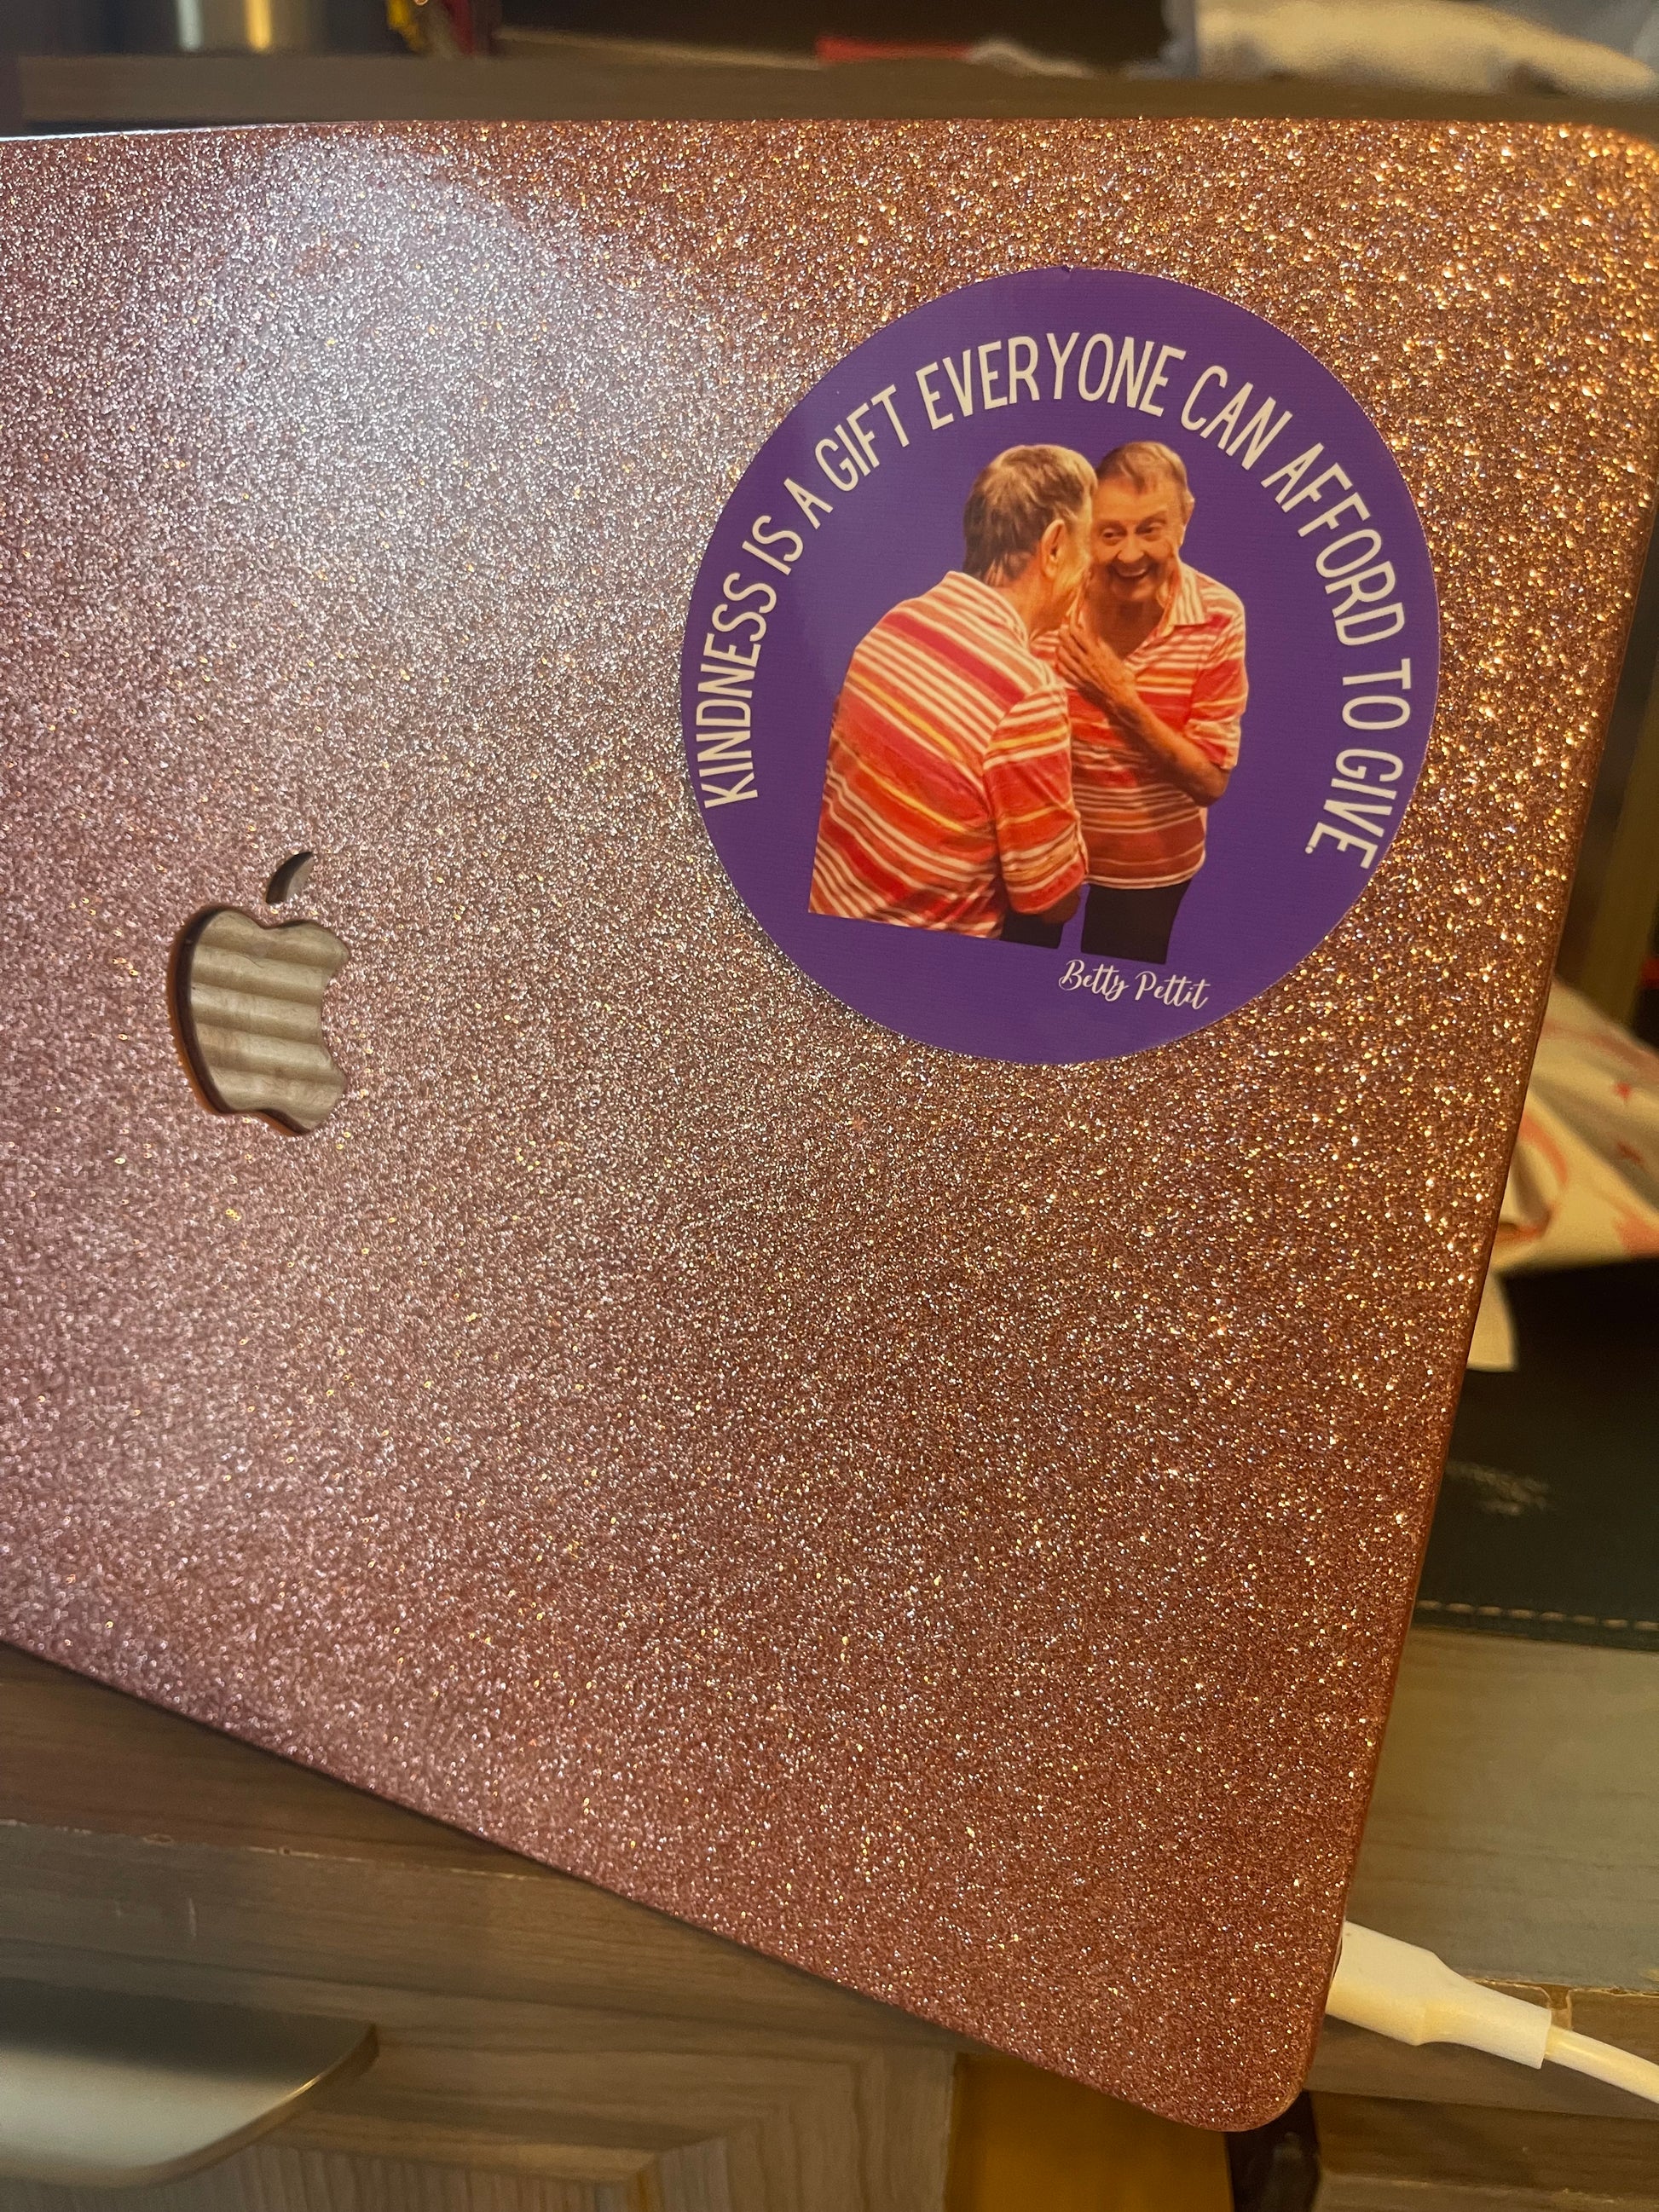 KINDNESS IS A GIFT EVERYONE CAN AFFORD TO GIVE.
Betty Pettit